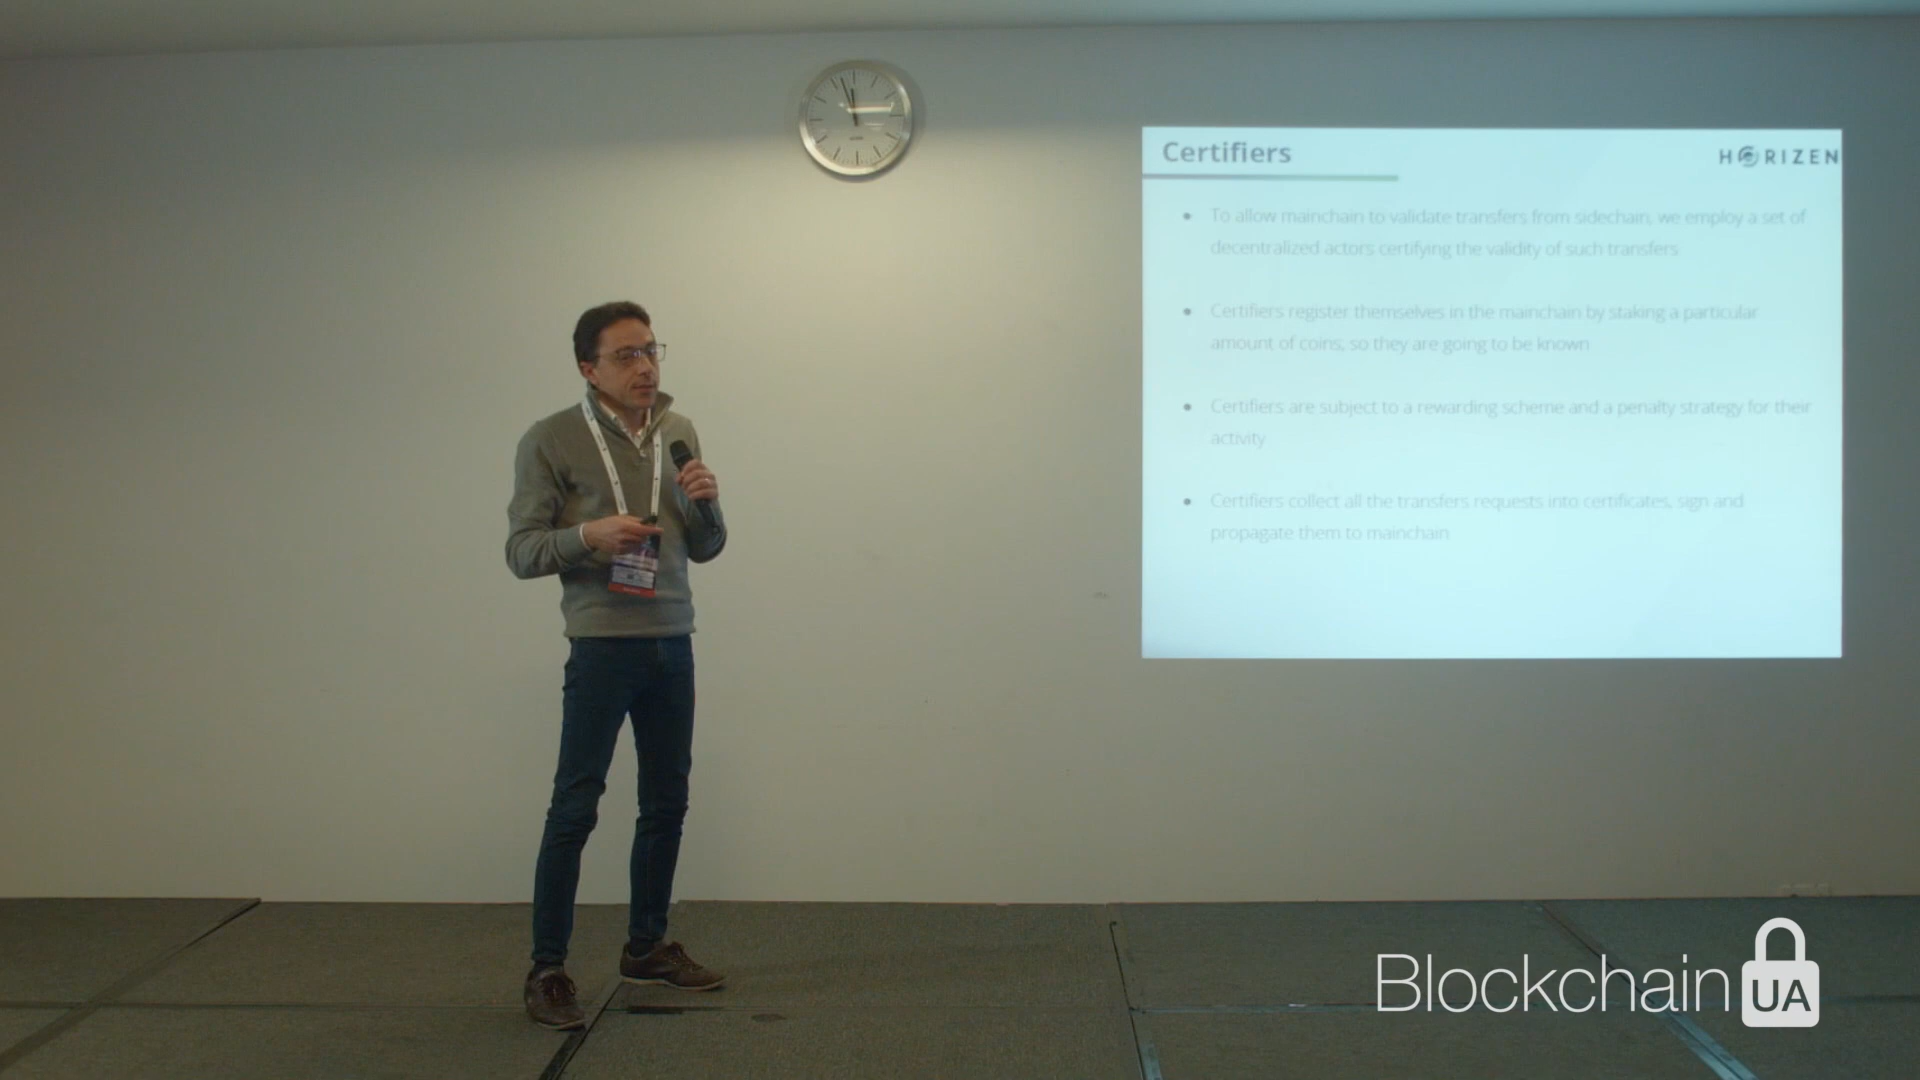 Certifiers
HORIZEN
To allow mainchain to validate transfers from sidechain, we employ a set of
decentralized actors certifying the validity of such transfers
Certifiers register themselves in the mainchain by staking a particular
amount of coins, so they are going to be known
Certifiers are subject to a rewarding scheme and a penalty strategy for their
activity
Certifiers collect all the transfers requests into certificates, sign and
propagate them to mainchain
Blockchain UA